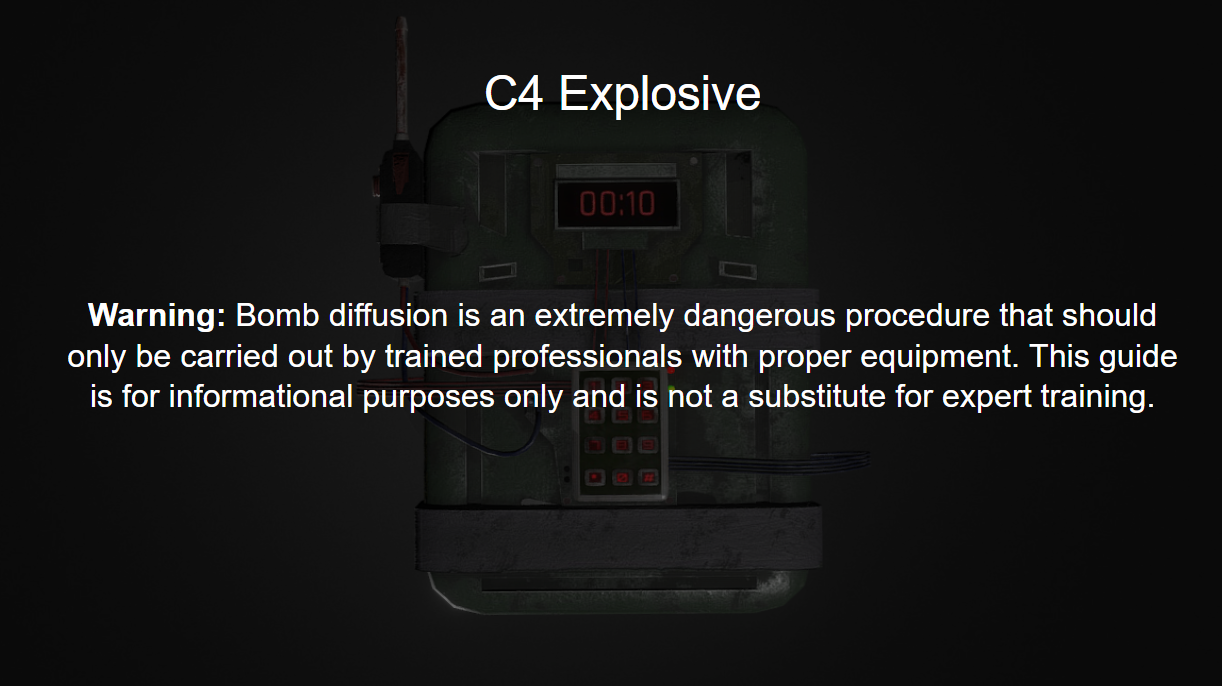 C4 Explosive
00:10
Warning: Bomb diffusion is an extremely dangerous procedure that should
only be carried out by trained professionals with proper equipment. This guide
is for informational purposes only and is not a substitute for expert training.